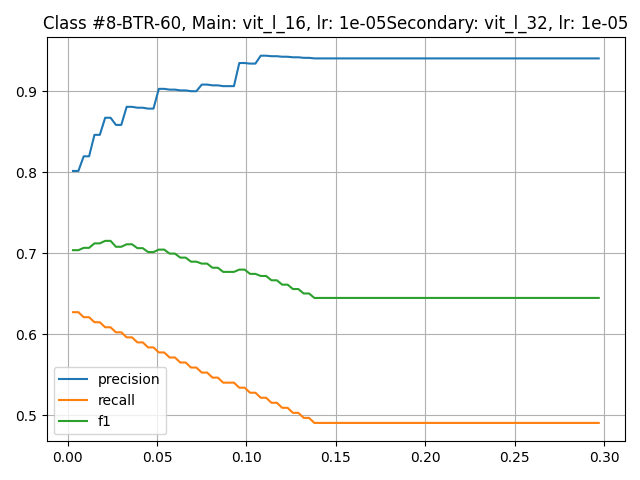 Class #8-BTR-60, Main: vit_l_16, lr: 1e-05Secondary: vit_l_32, lr: 1e-05
0.9
0.8
0.7
0.6
0.5
precision
recall
f1
0.00 0.05 0.10 0.15 0.20 0.25 0.30